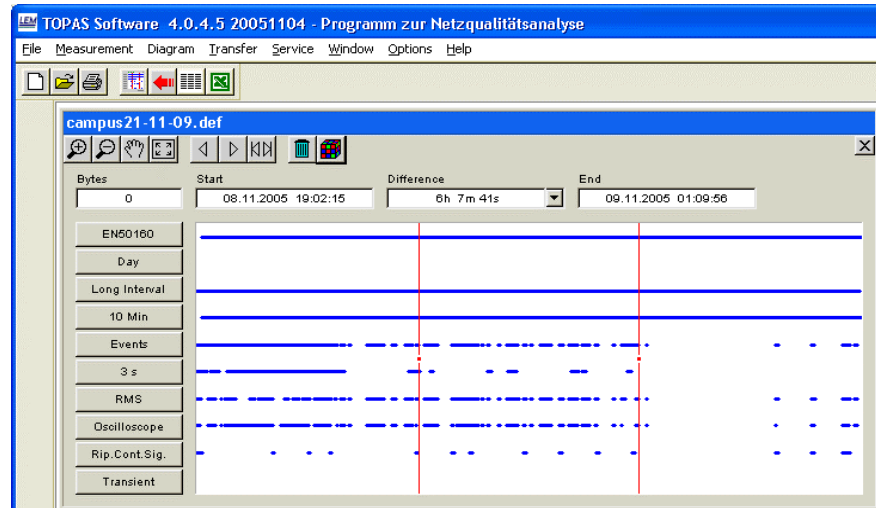 LEM TOPAS Software 4.0.4.5 20051104 - Programm zur Netzqualitätsanalyse
File Measurement Diagram Transfer Service Window Options Help
campus21-11-09.def
Bytes Start Difference End
0 08.11.2005 19:02:15 6h 7m 41s 09.11.2005 01:09:56
EN50160
Day
Long Interval
10 Min
Events
3 s
RMS
Oscilloscope
Rip.Cont.Sig.
Transient